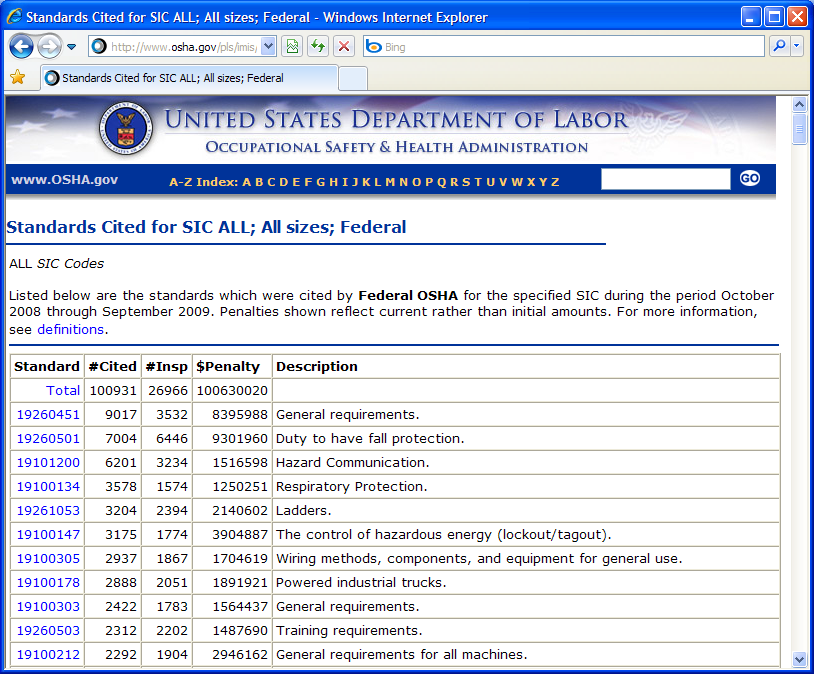 Standards Cited for SIC ALL; All sizes; Federal - Windows Internet Explorer
http://www.osha.gov/pls/imis/
Bing
Standards Cited for SIC ALL; All sizes; Federal
UNITED STATES DEPARTMENT OF LABOR
OCCUPATIONAL SAFETY & HEALTH ADMINISTRATION
www.OSHA.gov A-Z Index: A B C D E F G H I J K L M N O P Q R S T U V W X Y Z GO
Standards Cited for SIC ALL; All sizes; Federal
ALL SIC Codes
Listed below are the standards which were cited by Federal OSHA for the specified SIC during the period October
2008 through September 2009. Penalties shown reflect current rather than initial amounts. For more information,
see definitions.
Standard #Cited #Insp $Penalty Description
Total 100931 26966 100630020
19260451 9017 3532 8395988 General requirements.
19260501 7004 6446 9301960 Duty to have fall protection.
19101200 6201 3234 1516598 Hazard Communication.
19100134 3578 1574 1250251 Respiratory Protection.
19261053 3204 2394 2140602 Ladders.
19100147 3175 1774 3904887 The control of hazardous energy (lockout/tagout).
19100305 2937 1867 1704619 Wiring methods, components, and equipment for general use.
19100178 2888 2051 1891921 Powered industrial trucks.
19100303 2422 1783 1564437 General requirements.
19260503 2312 2202 1487690 Training requirements.
19100212 2292 1904 2946162 General requirements for all machines.